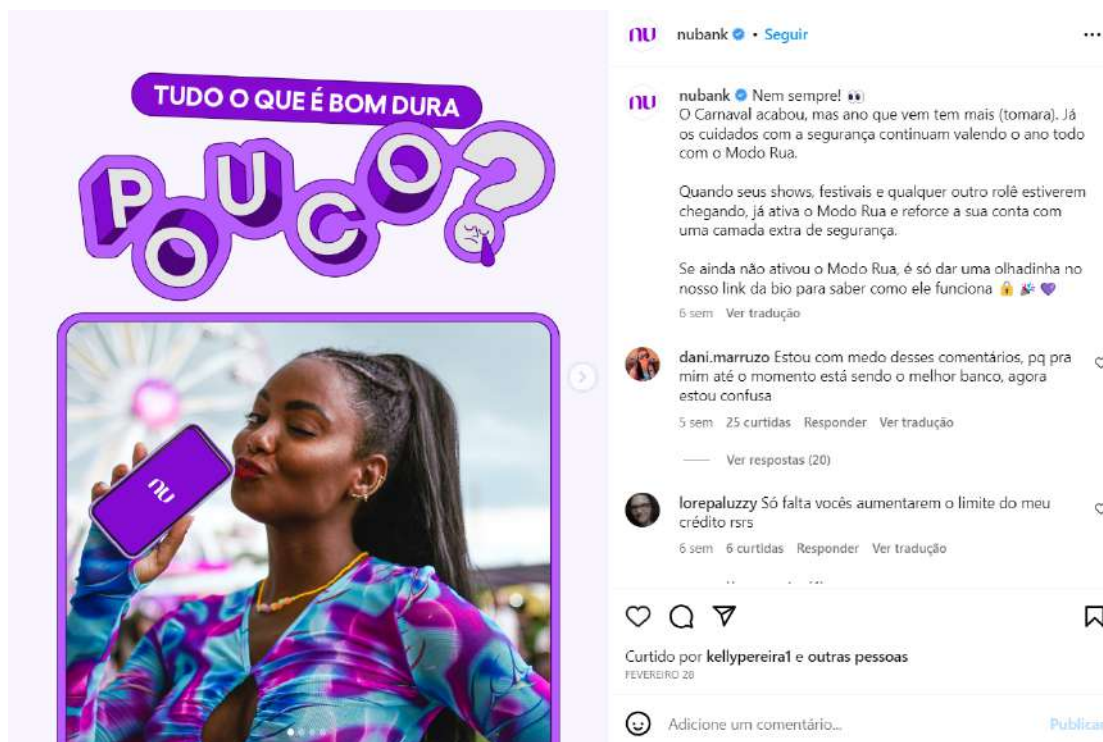 TUDO O QUE É BOM DURA
POUCO?
nu
nu
nubank • Seguir
nu
nubank Nem sempre! 👀
O Carnaval acabou, mas ano que vem tem mais (tomara). Já
os cuidados com a segurança continuam valendo o ano todo
com o Modo Rua.
Quando seus shows, festivais e qualquer outro rolê estiverem
chegando, já ativa o Modo Rua e reforce a sua conta com
uma camada extra de segurança.
Se ainda não ativou o Modo Rua, é só dar uma olhadinha no
nosso link da bio para saber como ele funciona 🔒 🎉 💜
6 sem Ver tradução
dani.marruzo Estou com medo desses comentários, pq pra
mim até o momento está sendo o melhor banco, agora
estou confusa
5 sem 25 curtidas Responder Ver tradução
Ver respostas (20)
lorepaluzzy Só falta vocês aumentarem o limite do meu
crédito rsrs
6 sem 6 curtidas Responder Ver tradução
Curtido por kellypereira1 e outras pessoas
FEVEREIRO 28
Adicione um comentário... Publicar